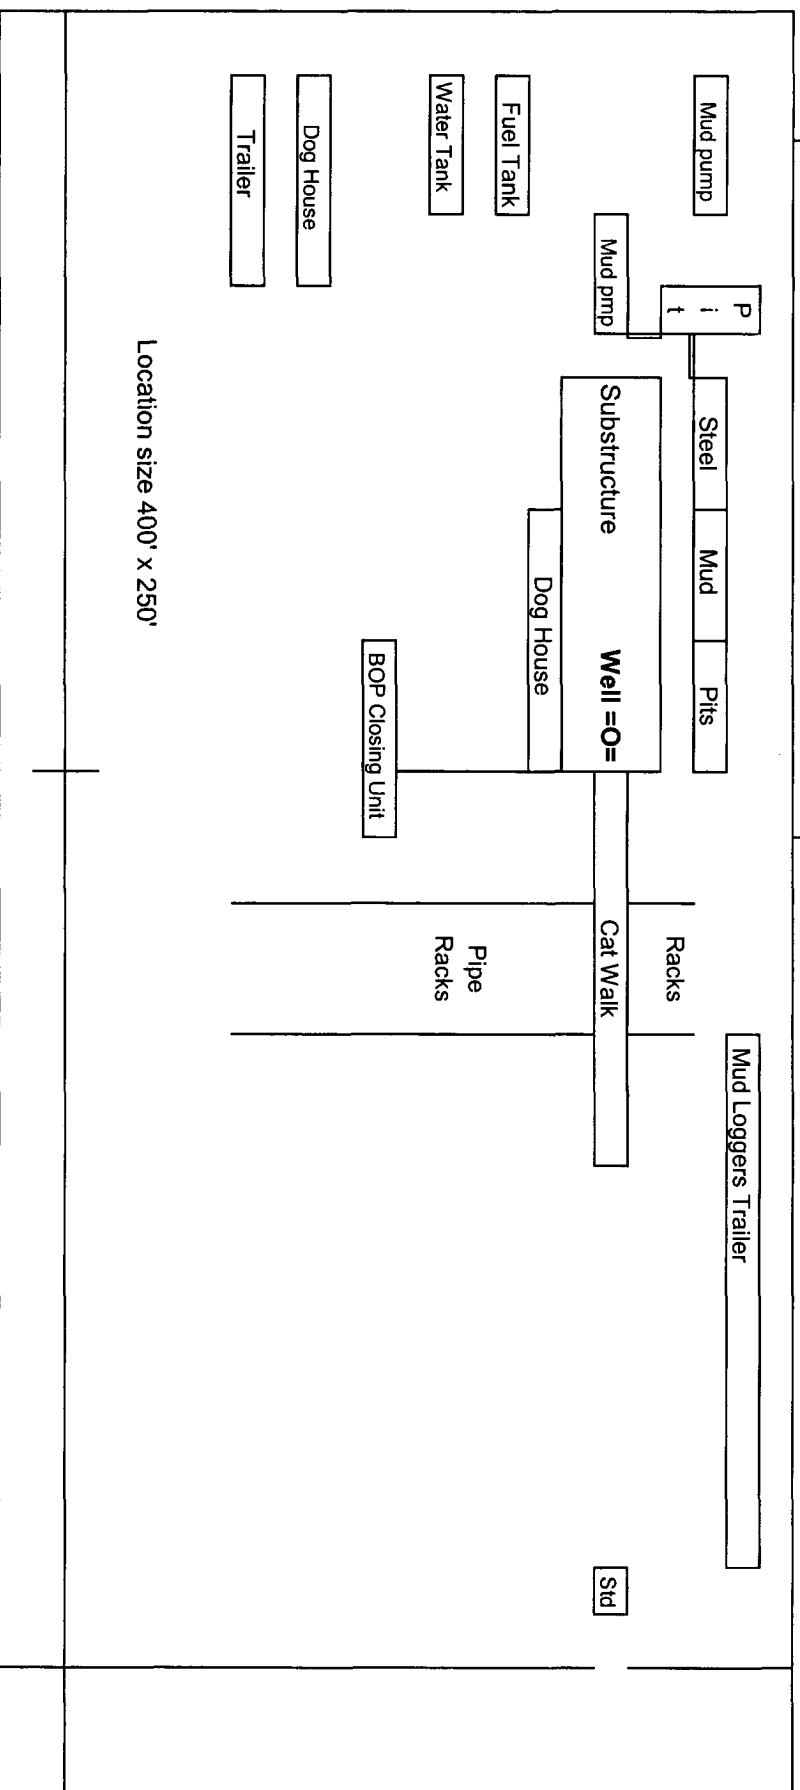 Mud pump
P
i
t
Steel
Mud
Pits
Mud Loggers Trailer
Racks
Mud pmp
Substructure
Well =O=
Cat Walk
Std
Dog House
Fuel Tank
Water Tank
Pipe
Racks
BOP Closing Unit
Dog House
Trailer
Location size 400' x 250'